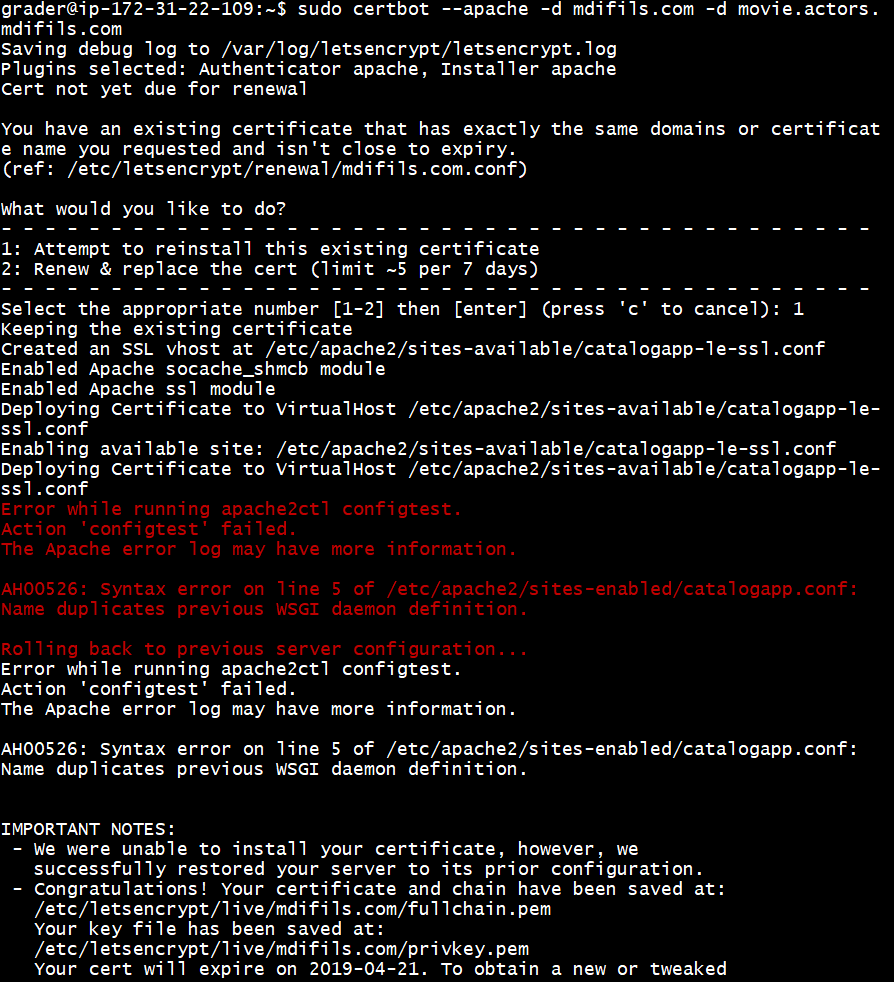 grader@ip-172-31-22-109:~$ sudo certbot --apache -d mdifils.com -d movie.actors.
mdifils.com
Saving debug log to /var/log/letsencrypt/letsencrypt.log
Plugins selected: Authenticator apache, Installer apache
Cert not yet due for renewal

You have an existing certificate that has exactly the same domains or certificat
e name you requested and isn't close to expiry.
(ref: /etc/letsencrypt/renewal/mdifils.com.conf)

What would you like to do?
- - - - - - - - - - - - - - - - - - - - - - - - - - - - - - - - - - - - - - - -
1: Attempt to reinstall this existing certificate
2: Renew & replace the cert (limit ~5 per 7 days)
- - - - - - - - - - - - - - - - - - - - - - - - - - - - - - - - - - - - - - - -
Select the appropriate number [1-2] then [enter] (press 'c' to cancel): 1
Keeping the existing certificate
Created an SSL vhost at /etc/apache2/sites-available/catalogapp-le-ssl.conf
Enabled Apache socache_shmcb module
Enabled Apache ssl module
Deploying Certificate to VirtualHost /etc/apache2/sites-available/catalogapp-le-
ssl.conf
Enabling available site: /etc/apache2/sites-available/catalogapp-le-ssl.conf
Deploying Certificate to VirtualHost /etc/apache2/sites-available/catalogapp-le-
ssl.conf
Error while running apache2ctl configtest.
Action 'configtest' failed.
The Apache error log may have more information.

AH00526: Syntax error on line 5 of /etc/apache2/sites-enabled/catalogapp.conf:
Name duplicates previous WSGI daemon definition.

Rolling back to previous server configuration...
Error while running apache2ctl configtest.
Action 'configtest' failed.
The Apache error log may have more information.

AH00526: Syntax error on line 5 of /etc/apache2/sites-enabled/catalogapp.conf:
Name duplicates previous WSGI daemon definition.


IMPORTANT NOTES:
 - We were unable to install your certificate, however, we
   successfully restored your server to its prior configuration.
 - Congratulations! Your certificate and chain have been saved at:
   /etc/letsencrypt/live/mdifils.com/fullchain.pem
   Your key file has been saved at:
   /etc/letsencrypt/live/mdifils.com/privkey.pem
   Your cert will expire on 2019-04-21. To obtain a new or tweaked